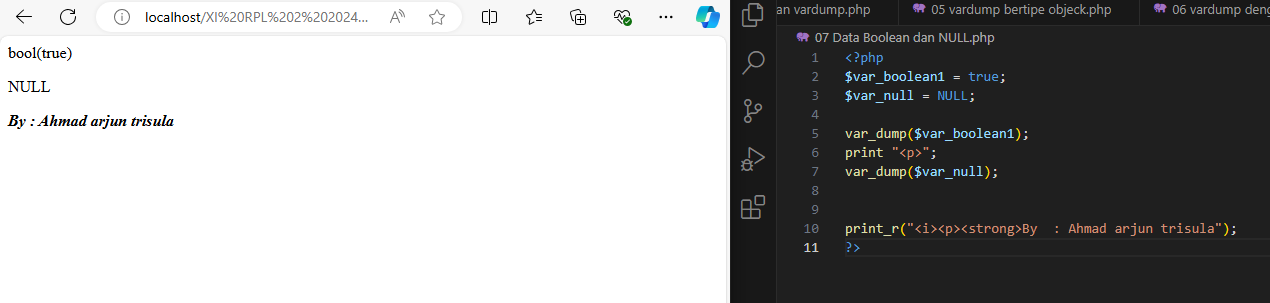 localhost/XI%20RPL%202%202024...
bool(true)
NULL
By : Ahmad arjun trisula
an vardump.php
05 vardump bertipe objeck.php
06 vardump deng
07 Data Boolean dan NULL.php
1 <?php
2 $var_boolean1 = true;
3 $var_null = NULL;
4
5 var_dump($var_boolean1);
6 print "<p>";
7 var_dump($var_null);
8
9
10 print_r("<i><p><strong>By  : Ahmad arjun trisula");
11 ?>